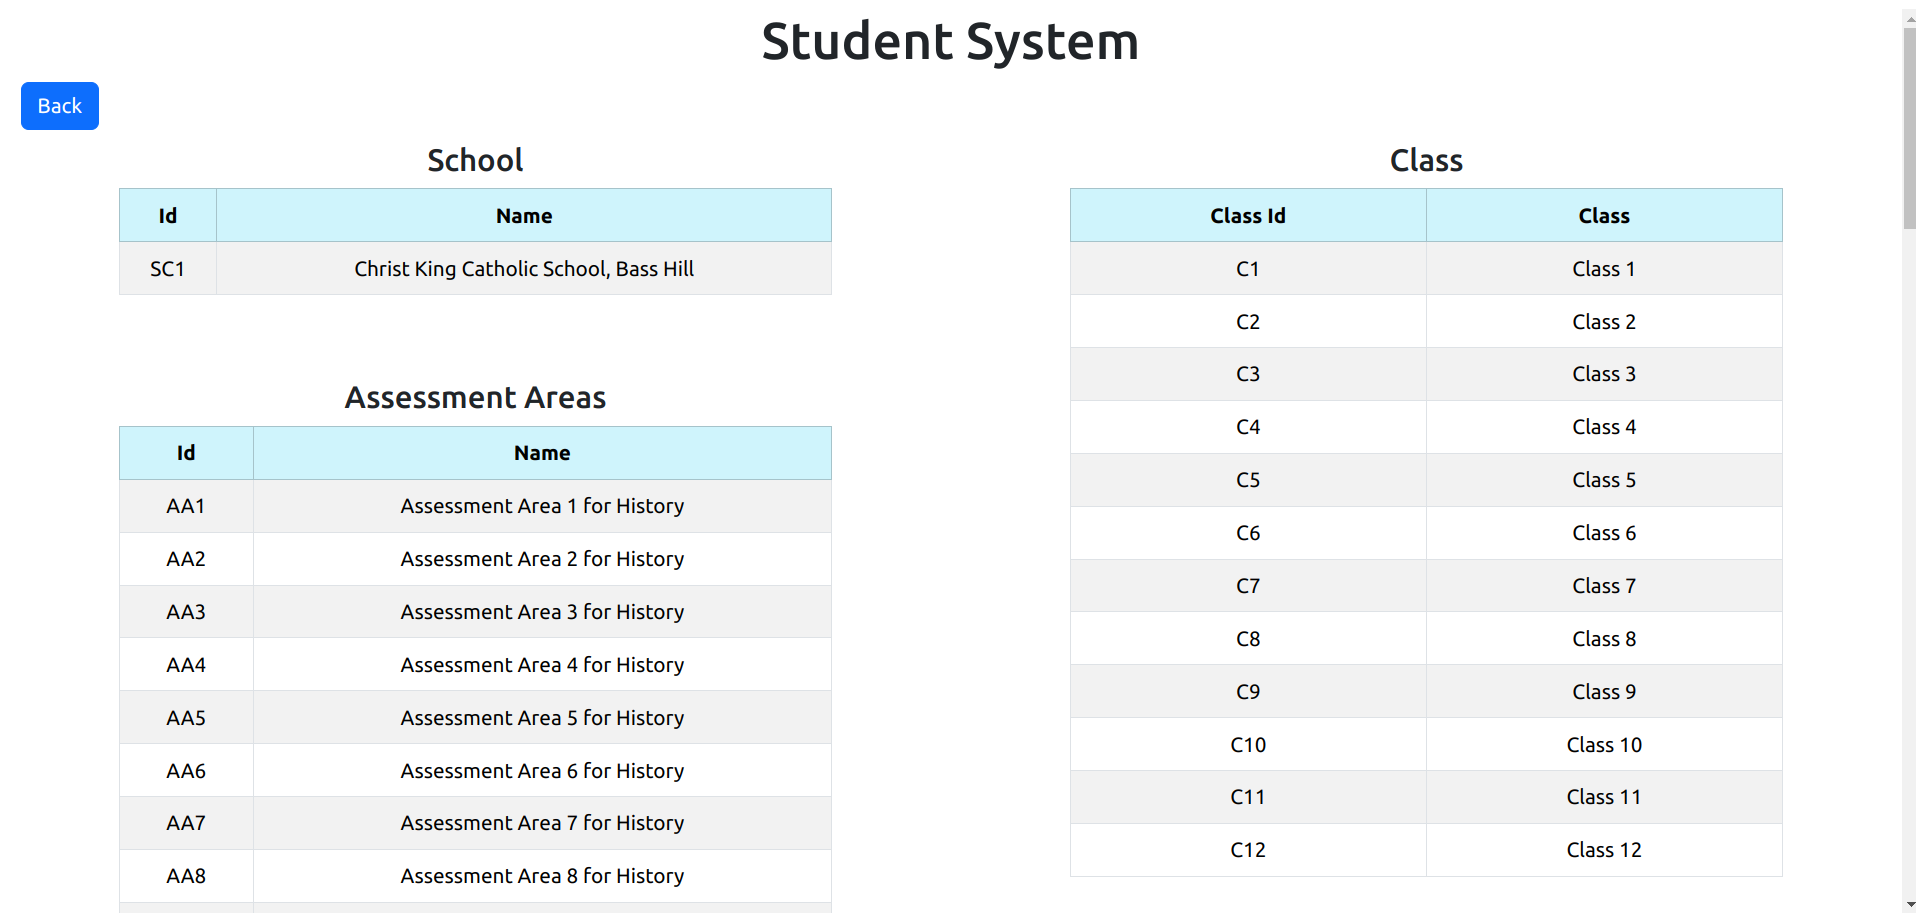 Student System
Back
School
Id Name
SC1 Christ King Catholic School, Bass Hill
Assessment Areas
Id Name
AA1 Assessment Area 1 for History
AA2 Assessment Area 2 for History
AA3 Assessment Area 3 for History
AA4 Assessment Area 4 for History
AA5 Assessment Area 5 for History
AA6 Assessment Area 6 for History
AA7 Assessment Area 7 for History
AA8 Assessment Area 8 for History
Class
Class Id Class
C1 Class 1
C2 Class 2
C3 Class 3
C4 Class 4
C5 Class 5
C6 Class 6
C7 Class 7
C8 Class 8
C9 Class 9
C10 Class 10
C11 Class 11
C12 Class 12